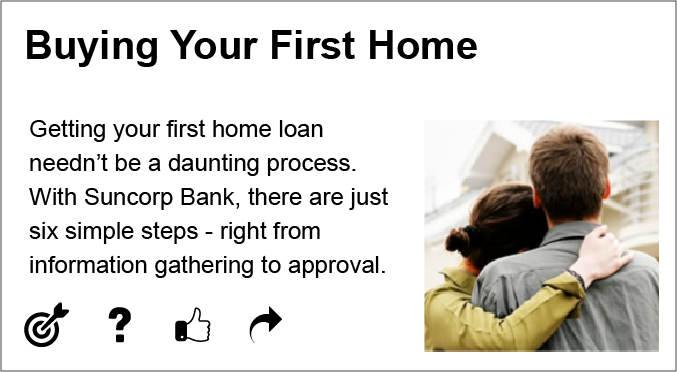 Buying Your First Home
Getting your first home loan
needn’t be a daunting process.
With Suncorp Bank, there are just
six simple steps - right from
information gathering to approval.
?